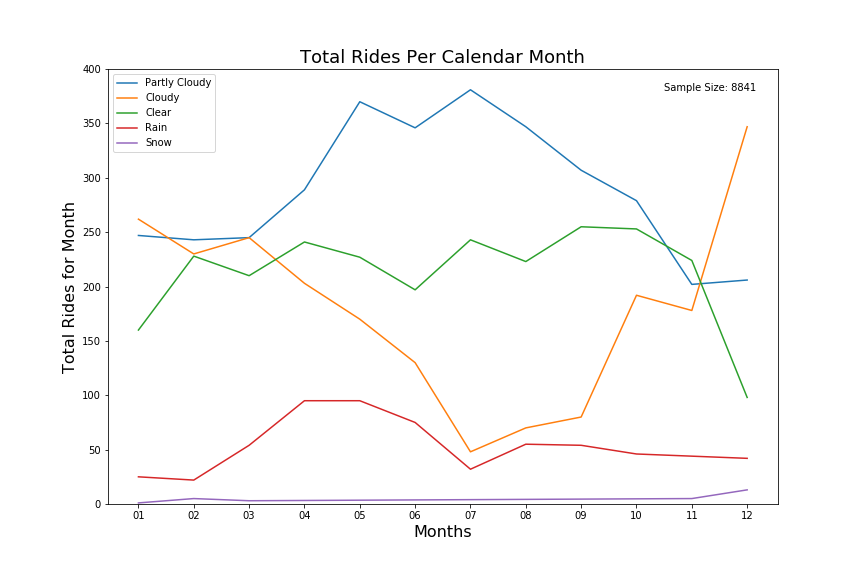 Total Rides Per Calendar Month
Partly Cloudy
Cloudy
Clear
Rain
Snow
Sample Size: 8841
Total Rides for Month
400
350
300
250
200
150
100
50
0
01 02 03 04 05 06 07 08 09 10 11 12
Months